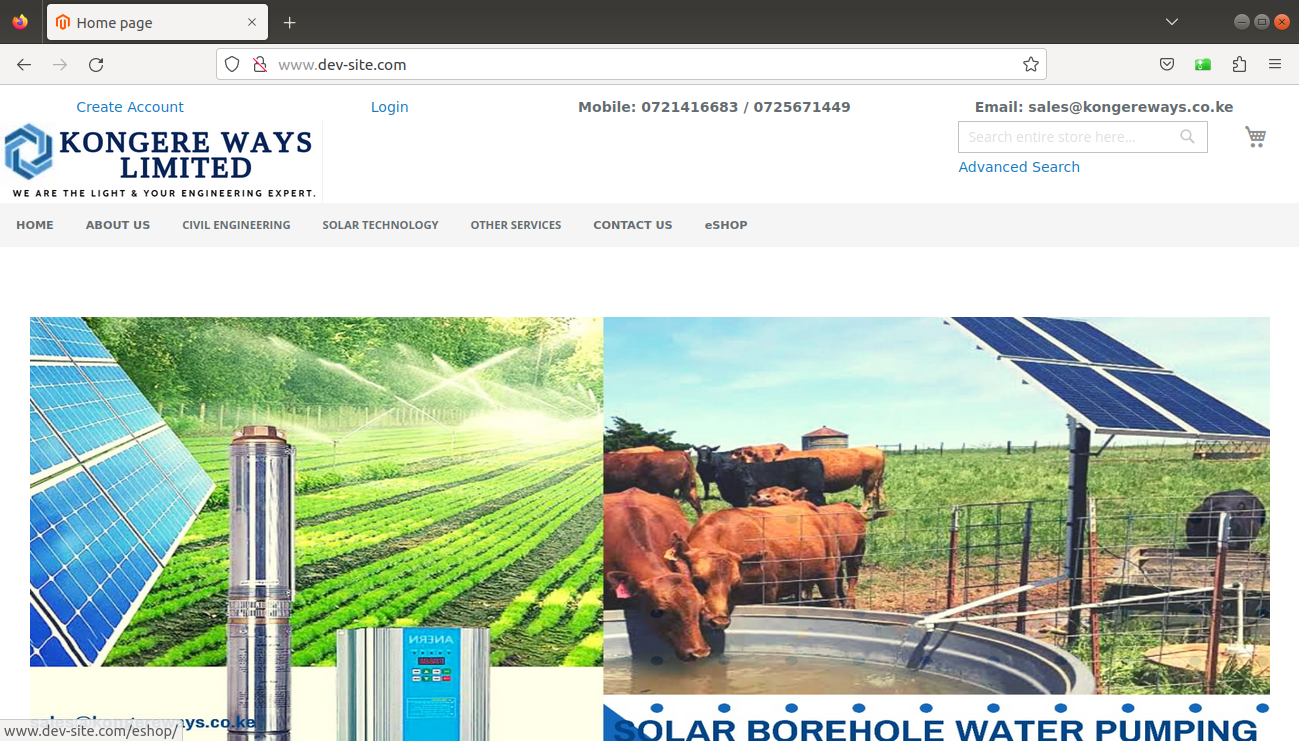 Home page
www.dev-site.com
Create Account
Login
Mobile: 0721416683 / 0725671449
Email: sales@kongereways.co.ke
KONGERE WAYS
LIMITED
WE ARE THE LIGHT & YOUR ENGINEERING EXPERT.
Search entire store here...
Advanced Search
HOME
ABOUT US
CIVIL ENGINEERING
SOLAR TECHNOLOGY
OTHER SERVICES
CONTACT US
eSHOP
ANERN
sales@kongereways.co.ke
SOLAR BOREHOLE WATER PUMPING
www.dev-site.com/eshop/